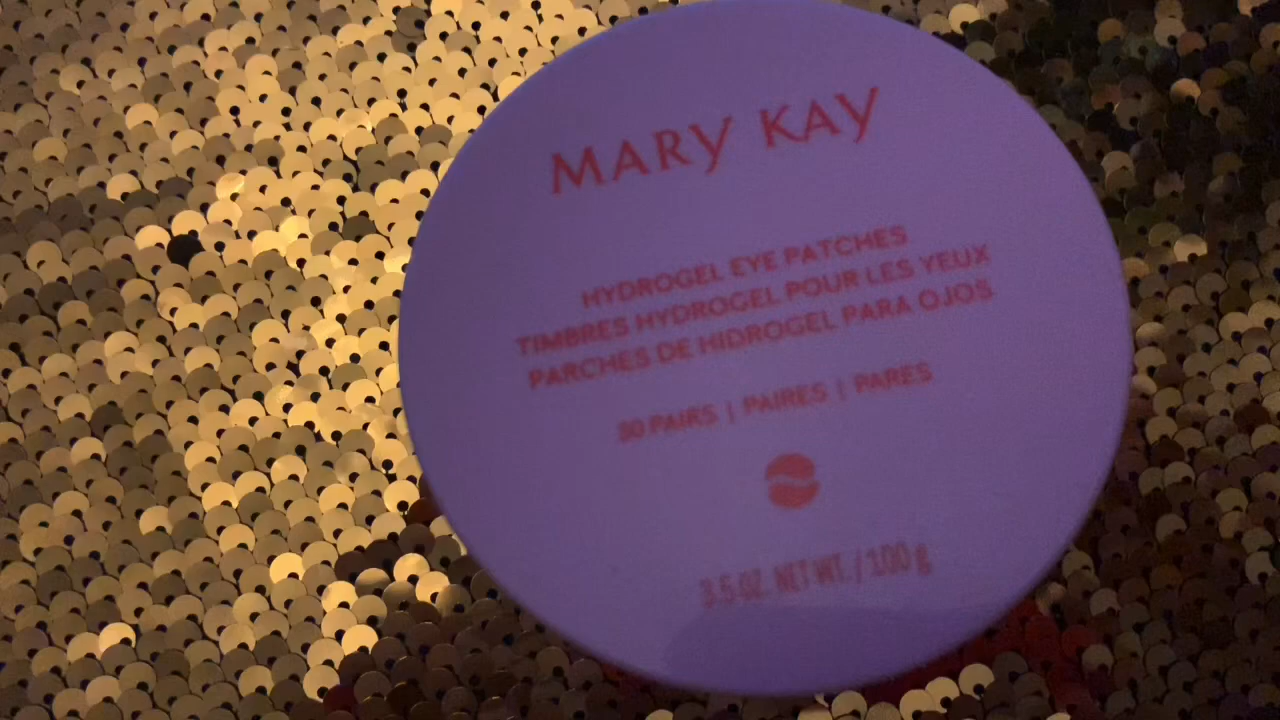 MARY KAY
HYDROGEL EYE PATCHES
TIMBRES HYDROGEL POUR LES YEUX
PARCHES DE HIDROGEL PARA OJOS
30 PAIRS | PAIRES | PARES
3.5 OZ. NET WT. / 100 g